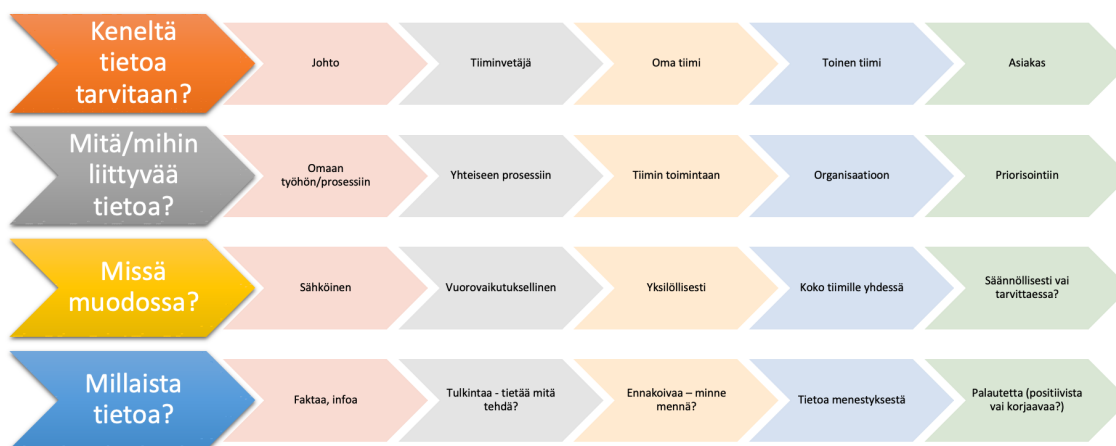 Keneltä
tietoa
tarvitaan?
Johto
Tiiminvetäjä
Oma tiimi
Toinen tiimi
Asiakas
Mitä/mihin
liittyvää
tietoa?
Omaan
työhön/prosessiin
Yhteiseen prosessiin
Tiimin toimintaan
Organisaatioon
Priorisointiin
Missä
muodossa?
Sähköinen
Vuorovaikutuksellinen
Yksilöllisesti
Koko tiimille yhdessä
Säännöllisesti vai
tarvittaessa?
Millaista
tietoa?
Faktaa, infoa
Tulkintaa - tietää mitä
tehdä?
Ennakoivaa – minne
mennä?
Tietoa menestyksestä
Palautetta (positiivista
vai korjaavaa?)